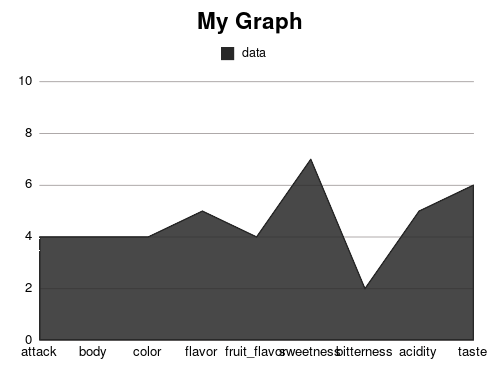 My Graph
data
10
8
6
4
2
0
attack body color flavor fruit_flavor sweetness bitterness acidity taste